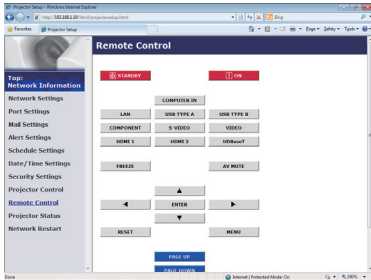 Projector Setup - Windows Internet Explorer
http://192.168.1.10/html/projectorsetup.html
Bing
Favorites
Projector Setup
Page
Safety
Tools
Remote Control
STANDBY
ON
Top:
Network Information
Network Settings
Port Settings
Mail Settings
Alert Settings
Schedule Settings
Date/Time Settings
Security Settings
Projector Control
Remote Control
Projector Status
Network Restart
COMPUTER IN
LAN
USB TYPE A
USB TYPE B
COMPONENT
S-VIDEO
VIDEO
HDMI 1
HDMI 2
HDBaseT
FREEZE
AV MUTE
ENTER
RESET
MENU
PAGE UP
PAGE DOWN
Done
Internet | Protected Mode: On
100%